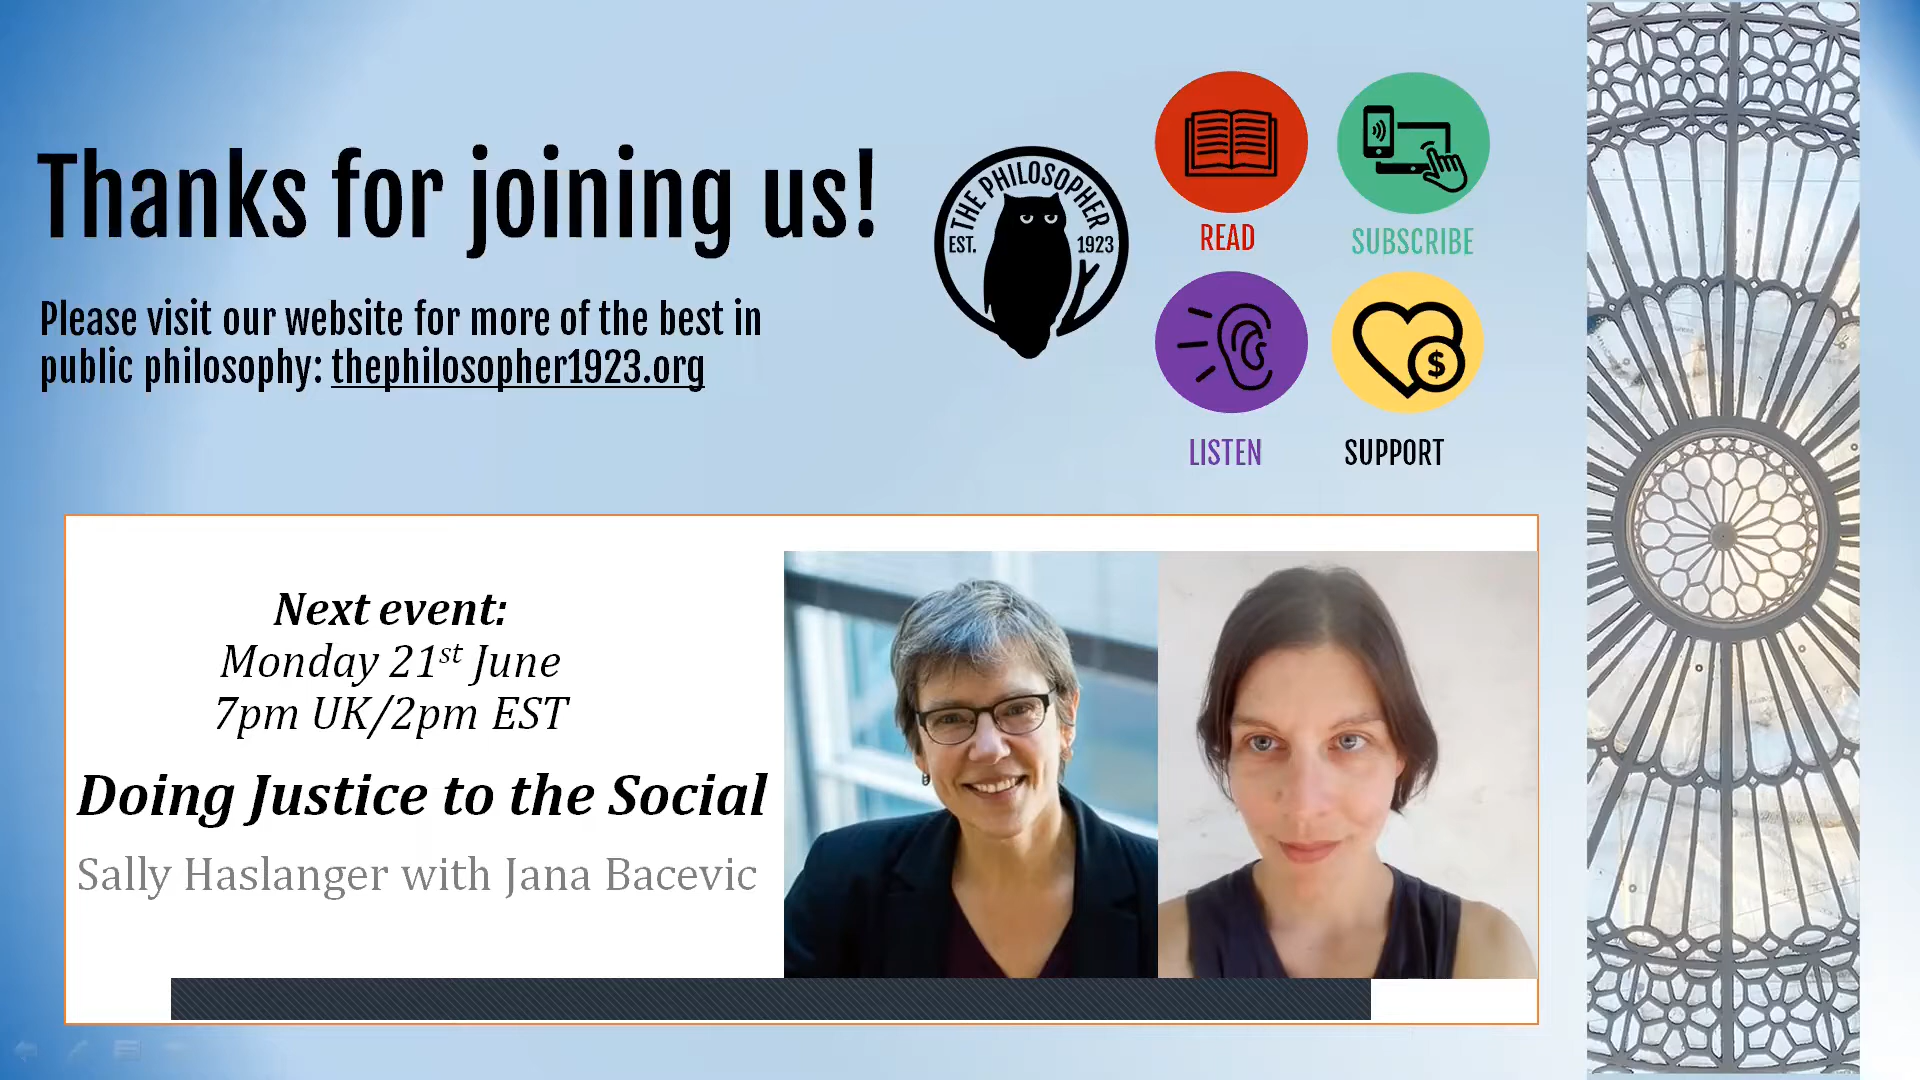 Thanks for joining us!
Please visit our website for more of the best in
public philosophy: thephilosopher1923.org
THE PHILOSOPHER
EST. 1923
READ
SUBSCRIBE
LISTEN
$
SUPPORT
Next event:
Monday 21st June
7pm UK/2pm EST
Doing Justice to the Social
Sally Haslanger with Jana Bacevic